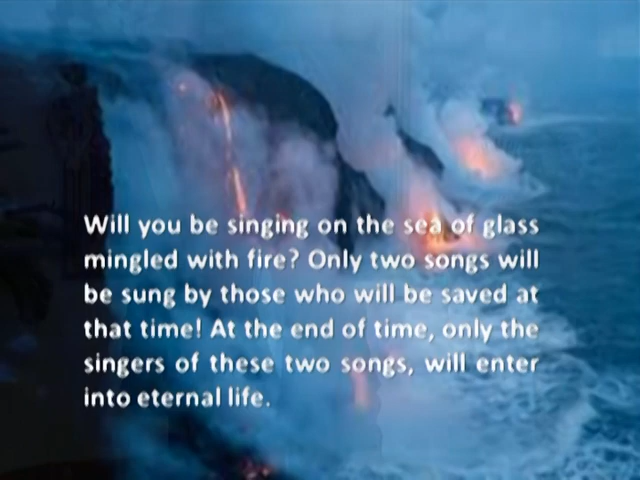 Will you be singing on the sea of glass
mingled with fire? Only two songs will
be sung by those who will be saved at
that time! At the end of time, only the
singers of these two songs, will enter
into eternal life.